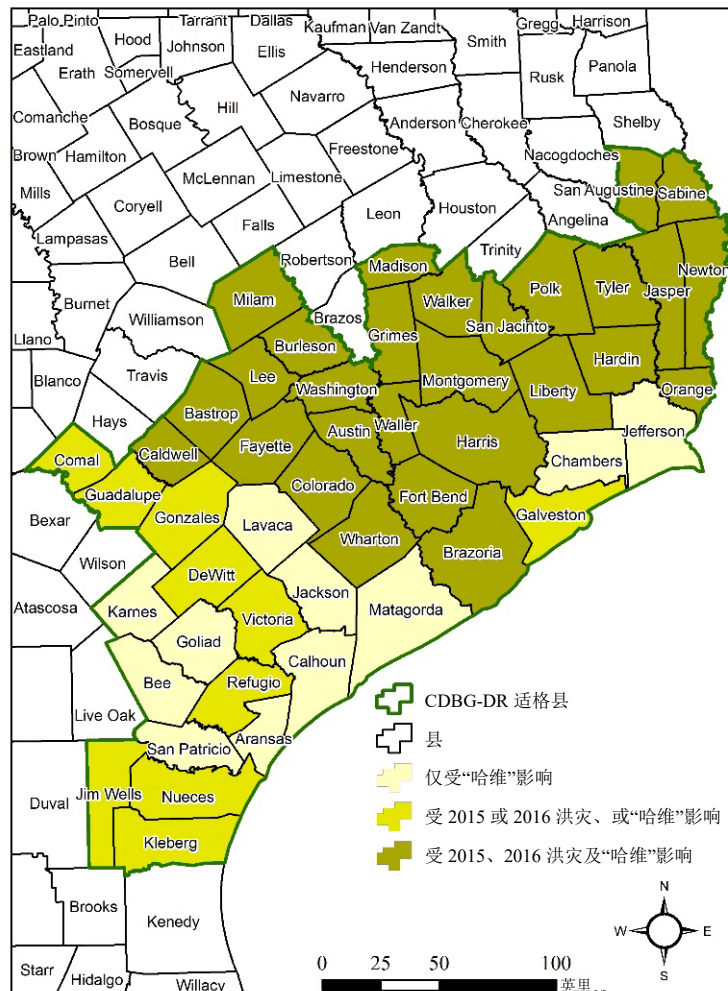 Palo Pinto Tarrant Dallas Kaufman Van Zandt Gregg Harrison
Eastland Hood Johnson Ellis Smith
Erath Somervell Henderson Rusk Panola
Comanche Bosque Hill Navarro Anderson Cherokee Shelby
Brown Hamilton Freestone Nacogdoches
Mills McLennan Limestone San Augustine Sabine
Coryell Leon Houston Angelina
Lampasas Falls Trinity
Bell Robertson Madison
Burnet Milam Walker Polk Tyler Newton
Llano Williamson Brazos Grimes San Jacinto Jasper
Burleson Hardin
Blanco Travis Lee Washington Montgomery Liberty Orange
Hays Bastrop Austin Waller Jefferson
Comal Caldwell Fayette Harris Chambers
Guadalupe Colorado Fort Bend
Bexar Gonzales Lavaca Galveston
Wilson Wharton Brazoria
DeWitt
Atascosa Karnes Jackson Matagorda
Victoria
Goliad
Bee Calhoun
Refugio
Live Oak Aransas
San Patricio
Duval Jim Wells Nueces
Kleberg
Brooks Kenedy
Starr Hidalgo Willacy
CDBG-DR 适格县
县
仅受“哈维”影响
受 2015 或 2016 洪灾、或“哈维”影响
受 2015、2016 洪灾及“哈维”影响
N
W E
S
0 25 50 100
英里